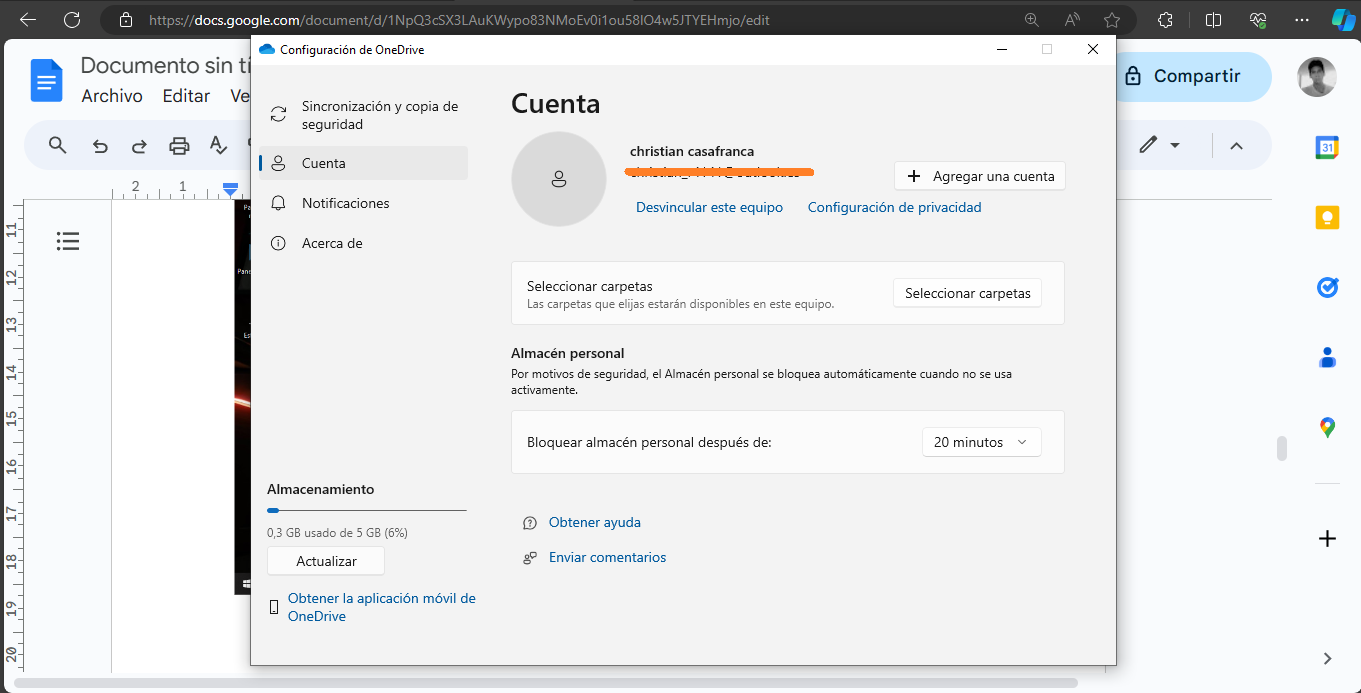 https://docs.google.com/document/d/1NpQ3cSX3LAuKWypo83NMoEv0i1ou58IO4w5JTYEHmjo/edit
Documento sin tí
Archivo Editar Ve
Compartir
2 1
11
12
13
14
15
16
17
18
19
20
31
Configuración de OneDrive
Sincronización y copia de
seguridad
Cuenta
Notificaciones
Acerca de
Almacenamiento
0,3 GB usado de 5 GB (6%)
Actualizar
Obtener la aplicación móvil de
OneDrive
Cuenta
christian casafranca
Agregar una cuenta
Desvincular este equipo Configuración de privacidad
Seleccionar carpetas
Las carpetas que elijas estarán disponibles en este equipo.
Seleccionar carpetas
Almacén personal
Por motivos de seguridad, el Almacén personal se bloquea automáticamente cuando no se usa
activamente.
Bloquear almacén personal después de:
20 minutos
Obtener ayuda
Enviar comentarios